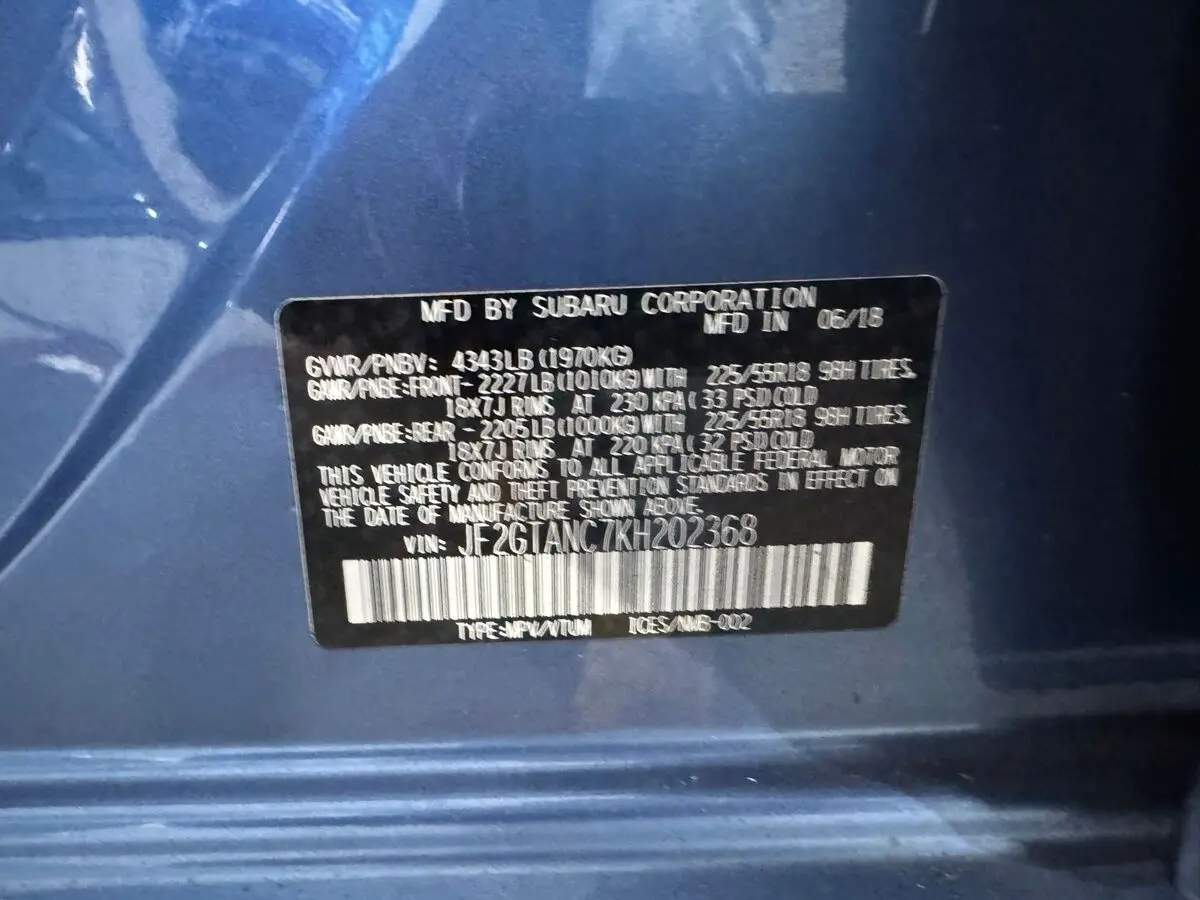 MFD BY SUBARU CORPORATION
MFD IN 06/18
GVWR/PNBV: 4343LB (1970KG)
GAWR/PNBE:FRONT- 2227LB(1010KG)WITH 225/55R18 98H TIRES.
18X7J RIMS AT 230 KPA( 33 PSI)COLD
GAWR/PNBE:REAR - 2205LB(1000KG)WITH 225/55R18 98H TIRES.
18X7J RIMS AT 220 KPA( 32 PSI)COLD
THIS VEHICLE CONFORMS TO ALL APPLICABLE FEDERAL MOTOR
VEHICLE SAFETY AND THEFT PREVENTION STANDARDS IN EFFECT ON
THE DATE OF MANUFACTURE SHOWN ABOVE.
VIN: JF2GTANC7KH202368
TYPE:MPV/VTUM ICES/NMB-002